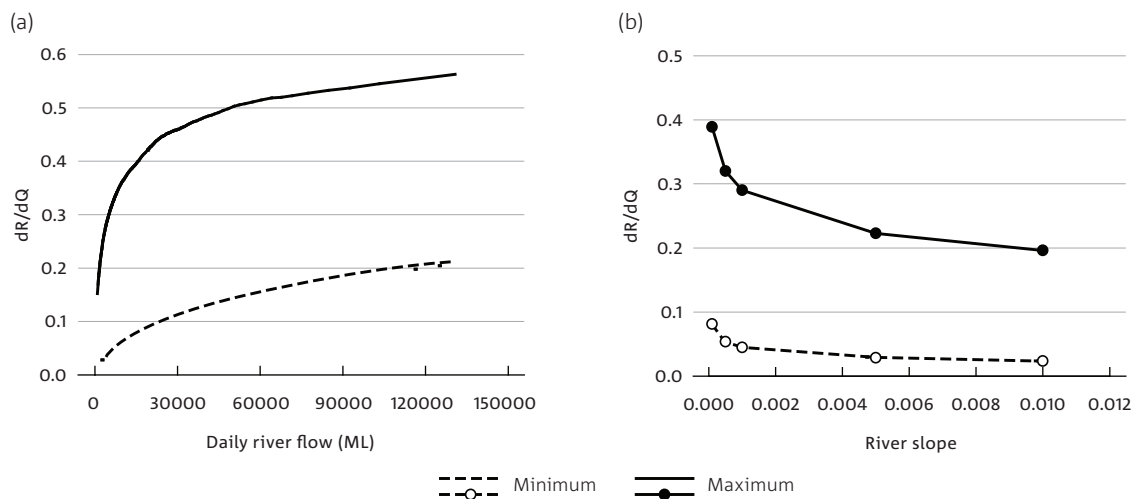 (a)
0.6
0.5
0.4
0.3
0.2
0.1
0.0
dR/dQ
0 30000 60000 90000 120000 150000
Daily river flow (ML)
(b)
0.5
0.4
0.3
0.2
0.1
0.0
dR/dQ
0.000 0.002 0.004 0.006 0.008 0.010 0.012
River slope
Minimum Maximum